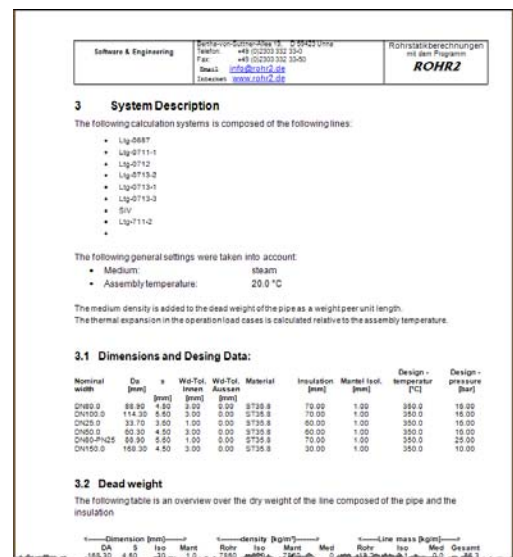 Software & Engineering
Bertha-von-Suttner-Allee 19, D 59423 Unna
Telefon: +49 (0)2303 332 33-0
Fax: +49 (0)2303 332 33-50
Email info@rohr2.de
Internet www.rohr2.de
Rohrstatikberechnungen
mit dem Programm
ROHR2
3 System Description
The following calculation systems is composed of the following lines:
• Ltg-0687
• Ltg-0711-1
• Ltg-0712
• Ltg-0713-2
• Ltg-0713-1
• Ltg-0713-3
• SIV
• Ltg-711-2
•
The following general settings were taken into account:
• Medium: steam
• Assembly temperature: 20.0 °C
The medium density is added to the dead weight of the pipe as a weight peer unit length.
The thermal expansion in the operation load cases is calculated relative to the assembly temperature.
3.1 Dimensions and Desing Data:
Nominal width Da [mm] s [mm] Wd-Tol. Innen [mm] Wd-Tol. Aussen [mm] Material Insulation [mm] Mantel Isol. [mm] Design - temperatur [°C] Design - pressure [bar]
DN80.0 88.90 4.50 3.00 0.00 ST35.8 70.00 1.00 350.0 16.00
DN100.0 114.30 5.60 3.00 0.00 ST35.8 70.00 1.00 350.0 16.00
DN25.0 33.70 3.60 1.00 0.00 ST35.8 60.00 1.00 350.0 16.00
DN50.0 60.30 4.50 3.00 0.00 ST35.8 60.00 1.00 350.0 16.00
DN80-PN25 88.90 5.60 1.00 0.00 ST35.8 70.00 1.00 350.0 25.00
DN150.0 168.30 4.50 3.00 0.00 ST35.8 30.00 1.00 350.0 16.00
3.2 Dead weight
The following table is an overview over the dry weight of the line composed of the pipe and the
insulation
<-----Dimension [mm]-----> <-----density [kg/m³]-----> <-----Line mass [kg/m]----->
DA S Iso Mant Rohr Iso Mant Med Rohr Iso Mant Med Gesamt